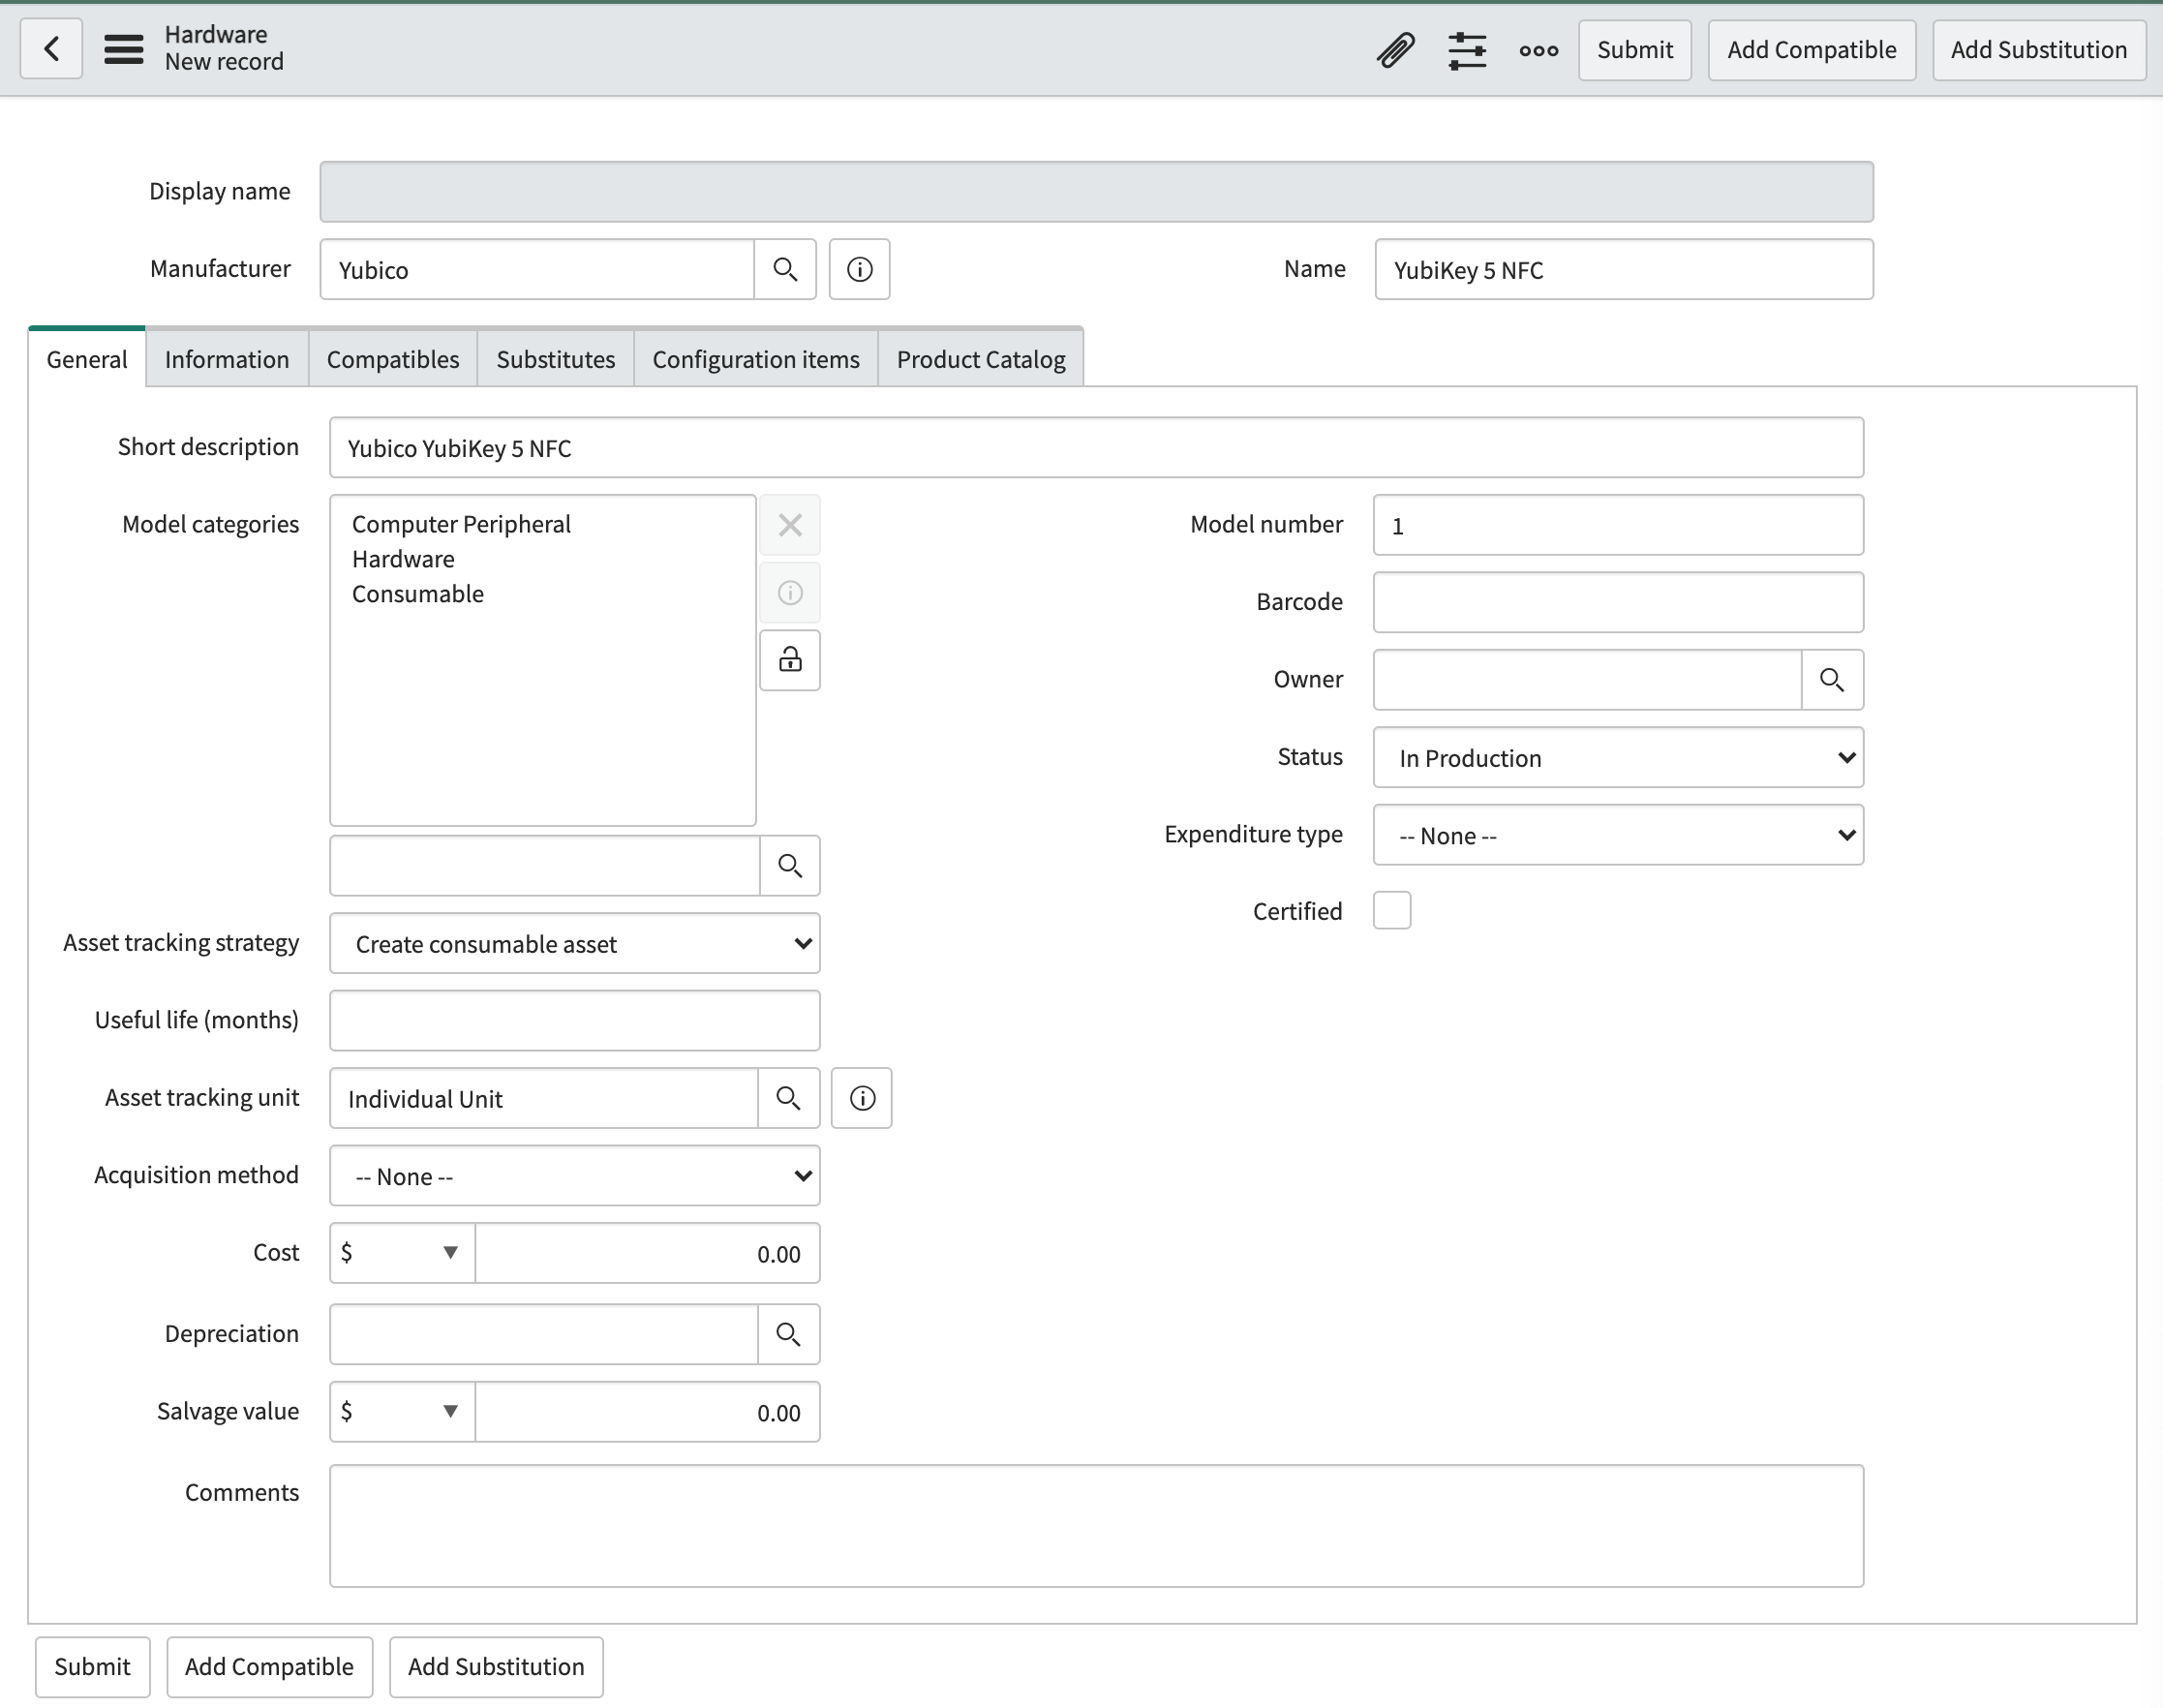 Hardware
New record
Submit
Add Compatible
Add Substitution
Display name
Manufacturer
Yubico
Name
YubiKey 5 NFC
General
Information
Compatibles
Substitutes
Configuration items
Product Catalog
Short description
Yubico YubiKey 5 NFC
Model categories
Computer Peripheral
Hardware
Consumable
Model number
1
Barcode
Owner
Status
In Production
Expenditure type
-- None --
Certified
Asset tracking strategy
Create consumable asset
Useful life (months)
Asset tracking unit
Individual Unit
Acquisition method
-- None --
Cost
$
0.00
Depreciation
Salvage value
$
0.00
Comments
Submit
Add Compatible
Add Substitution